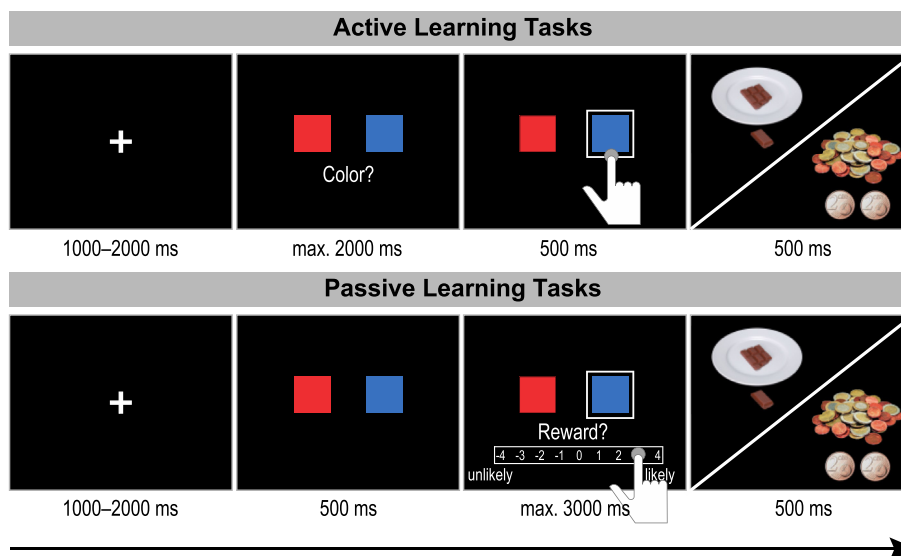 Active Learning Tasks
+
Color?
1000–2000 ms
max. 2000 ms
500 ms
500 ms
Passive Learning Tasks
+
Reward?
-4 -3 -2 -1 0 1 2 4
unlikely
likely
1000–2000 ms
500 ms
max. 3000 ms
500 ms